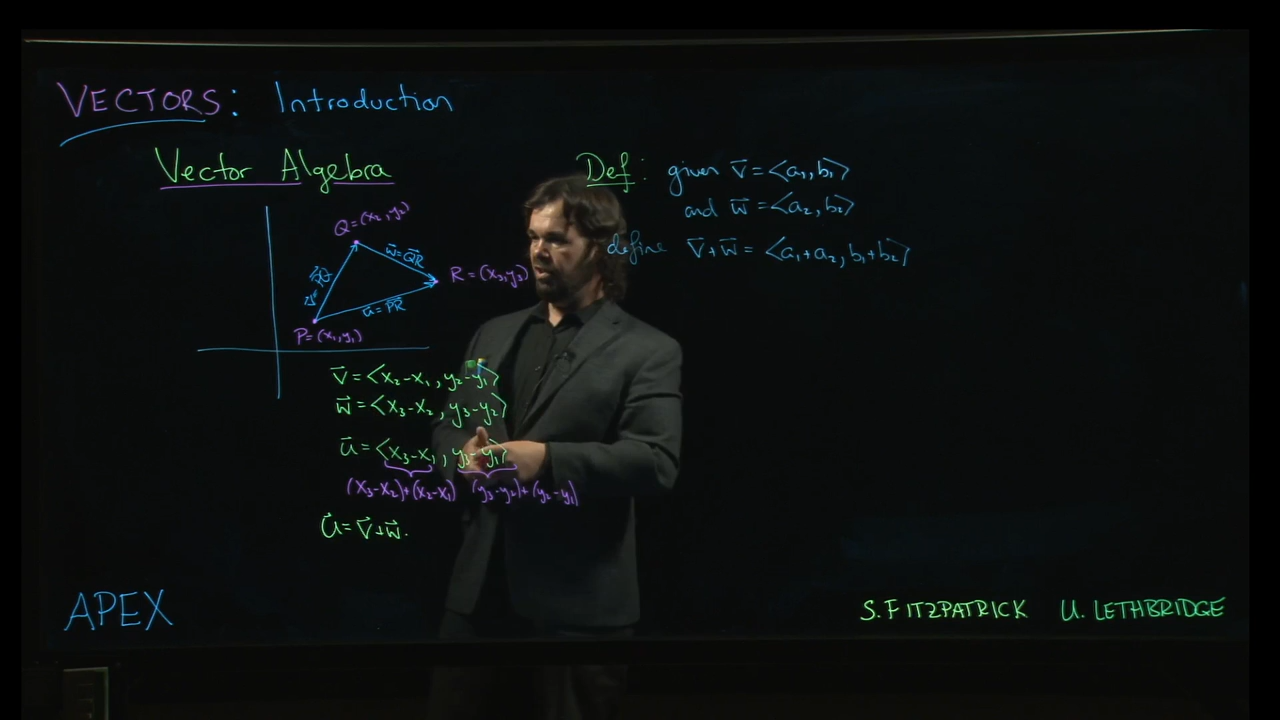 VECTORS: Introduction
Vector Algebra
Q=(x₂,y₂)
w⃗=QR⃗
v⃗=PQ⃗
R=(x₃,y₃)
u⃗=PR⃗
P=(x₁,y₁)
v⃗=⟨x₂-x₁, y₂-y₁⟩
w⃗=⟨x₃-x₂, y₃-y₂⟩
u⃗=⟨x₃-x₁, y₃-y₁⟩
(x₃-x₂)+(x₂-x₁) (y₃-y₂)+(y₂-y₁)
u⃗=v⃗+w⃗.
Def: given v⃗=⟨a₁,b₁⟩
and w⃗=⟨a₂,b₂⟩
define v⃗+w⃗=⟨a₁+a₂, b₁+b₂⟩
APEX
S. FITZPATRICK U. LETHBRIDGE